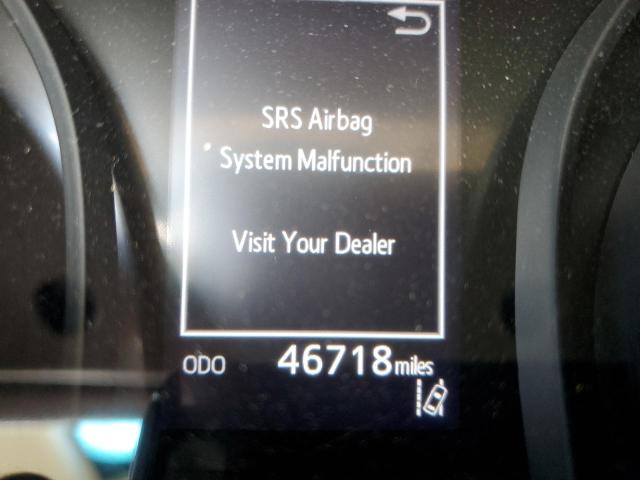 SRS Airbag
System Malfunction
Visit Your Dealer
ODO 46718 miles